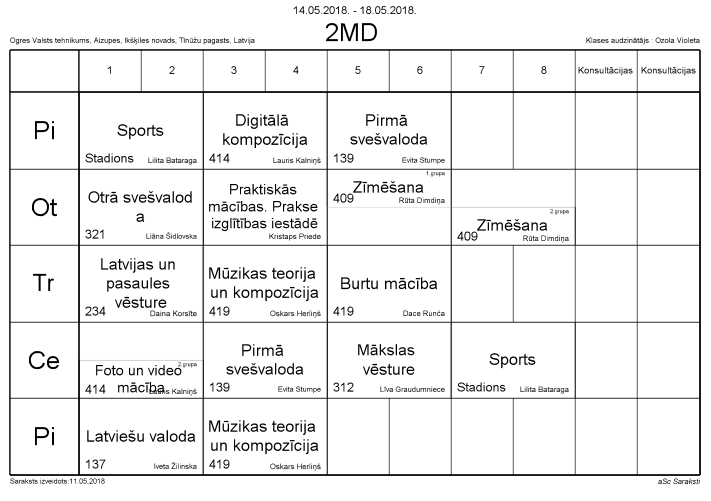 14.05.2018. - 18.05.2018.
Ogres Valsts tehnikums, Aizupes, Ikšķiles novads, Tīnūžu pagasts, Latvija
2MD
Klases audzinātājs : Ozola Violeta
1 2 3 4 5 6 7 8 Konsultācijas Konsultācijas
Pi
Sports
Stadions Lilita Bataraga
Digitālā
kompozīcija
414 Lauris Kalniņš
Pirmā
svešvaloda
139 Evita Stumpe
Ot
Otrā svešvalod
a
321 Liāna Šidlovska
Praktiskās
mācības. Prakse
izglītības iestādē
Kristaps Priede
1.grupa
Zīmēšana
409 Rūta Dimdiņa
2.grupa
Zīmēšana
409 Rūta Dimdiņa
Tr
Latvijas un
pasaules
vēsture
234 Daina Korsīte
Mūzikas teorija
un kompozīcija
419 Oskars Herliņš
Burtu mācība
419 Dace Runča
Ce
2.grupa
Foto un video
mācība
414 Lauris Kalniņš
Pirmā
svešvaloda
139 Evita Stumpe
Mākslas
vēsture
312 Līva Graudumniece
Sports
Stadions Lilita Bataraga
Pi
Latviešu valoda
137 Iveta Žilinska
Mūzikas teorija
un kompozīcija
419 Oskars Herliņš
Saraksts izveidots:11.05.2018
aSc Saraksti